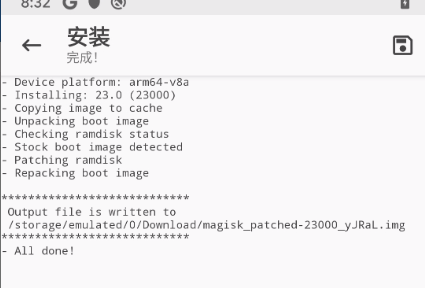 8:32
安装
完成!
- Device platform: arm64-v8a
- Installing: 23.0 (23000)
- Copying image to cache
- Unpacking boot image
- Checking ramdisk status
- Stock boot image detected
- Patching ramdisk
- Repacking boot image
****************************
Output file is written to
/storage/emulated/0/Download/magisk_patched-23000_yJRaL.img
****************************
- All done!